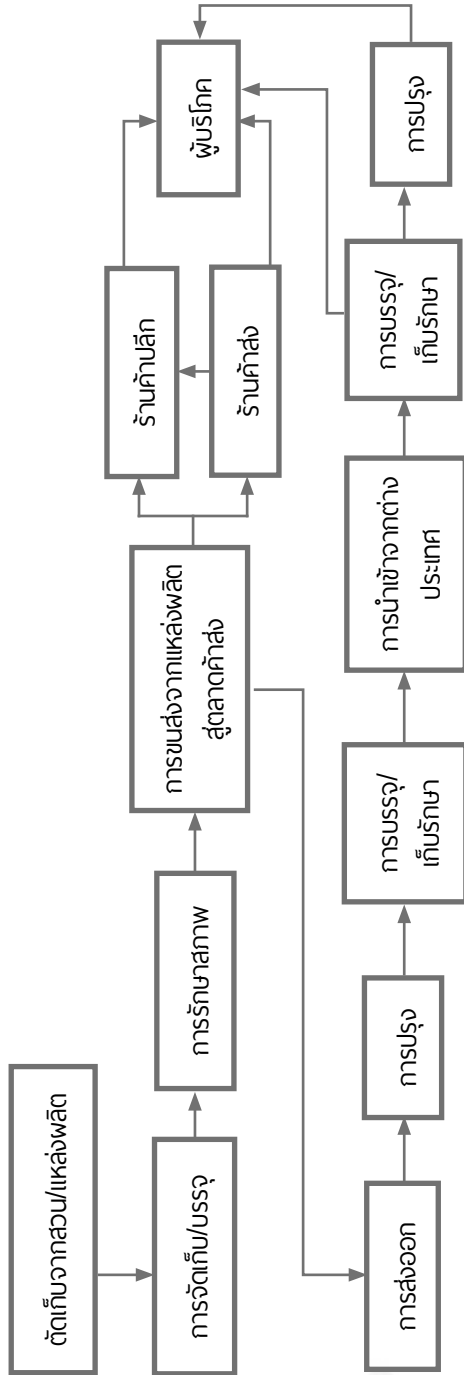 ตัดเก็บจากสวน/แหล่งผลิต
การจัดเก็บ/บรรจุ
การรักษาสภาพ
การขนส่งจากแหล่งผลิต
สู่ตลาดค้าส่ง
ร้านค้าปลีก
ร้านค้าส่ง
ผู้บริโภค
การส่งออก
การปรุง
การบรรจุ/
เก็บรักษา
การนำเข้าจากต่าง
ประเทศ
การบรรจุ/
เก็บรักษา
การปรุง